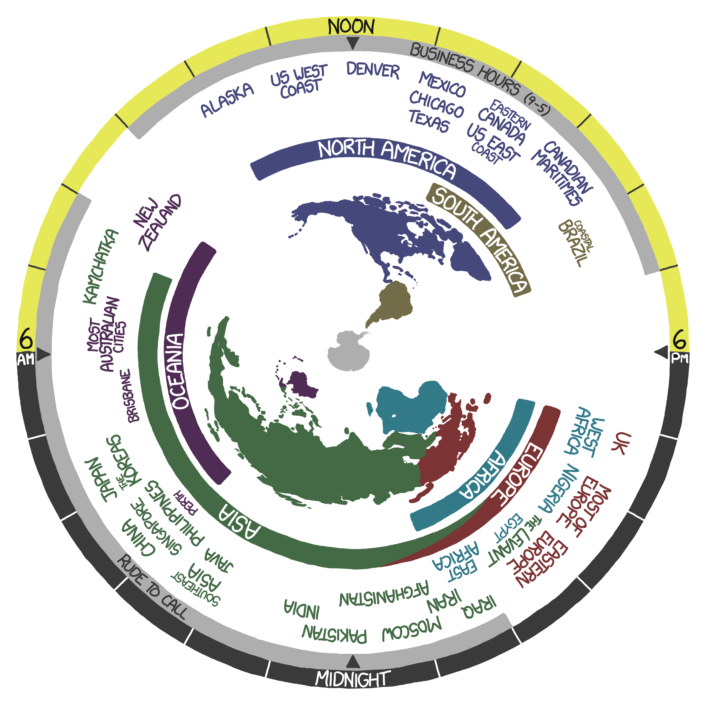 NOON
BUSINESS HOURS (9-5)
ALASKA
US WEST
COAST
DENVER
MEXICO
CHICAGO
TEXAS
EASTERN
CANADA
US EAST
COAST
CANADIAN
MARITIMES
NORTH AMERICA
SOUTH AMERICA
COASTAL
BRAZIL
NEW
ZEALAND
KAMCHATKA
MOST
AUSTRALIAN
CITIES
BRISBANE
OCEANIA
6
AM
6
PM
UK
WEST
AFRICA
NIGERIA
MOST OF
EUROPE
EASTERN
EUROPE
EGYPT
THE LEVANT
EAST
AFRICA
EUROPE
AFRICA
ASIA
JAPAN
THE
KOREAS
CHINA
SINGAPORE
PHILIPPINES
PERTH
JAVA
SOUTHEAST
ASIA
INDIA
PAKISTAN
AFGHANISTAN
MOSCOW
IRAN
IRAQ
RUDE TO CALL
MIDNIGHT